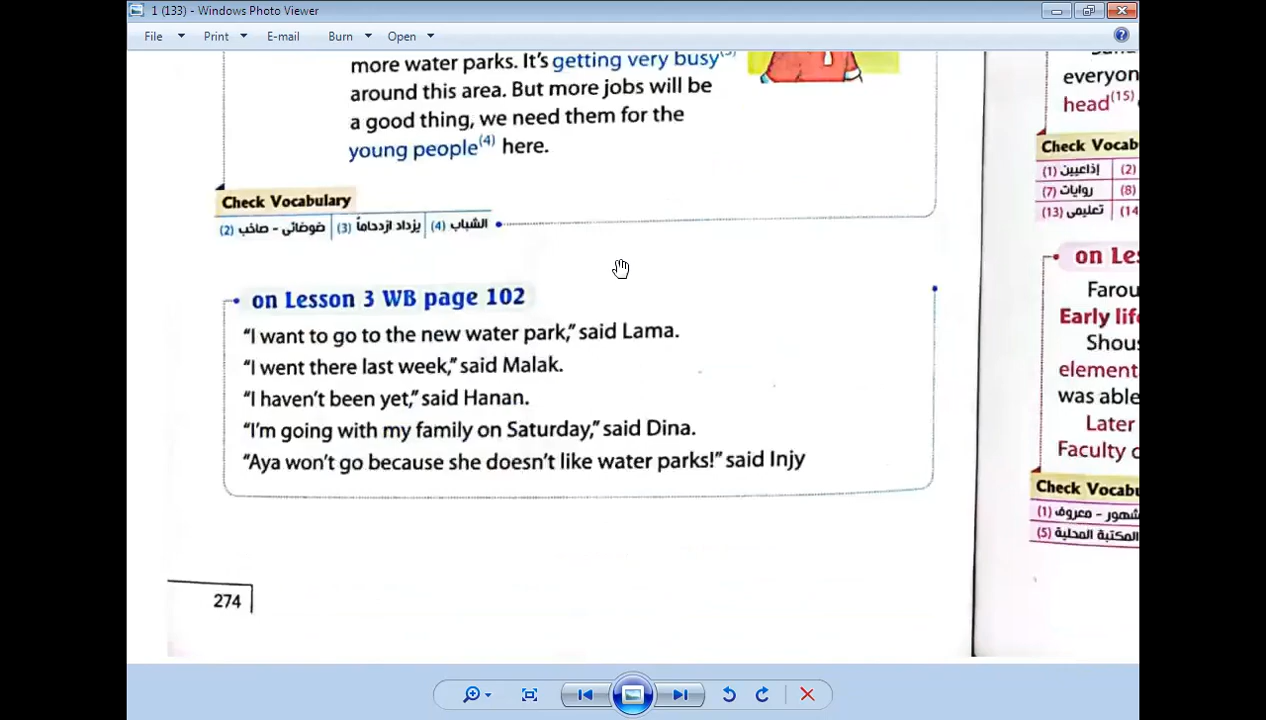 1 (133) - Windows Photo Viewer
File Print E-mail Burn Open
more water parks. It's getting very busy(3)
around this area. But more jobs will be
a good thing, we need them for the
young people(4) here.
Check Vocabulary
(2) ضوضائى - صاخب (3) يزداد ازدحاماً (4) الشباب
on Lesson 3 WB page 102
“I want to go to the new water park,” said Lama.
“I went there last week,” said Malak.
“I haven't been yet,” said Hanan.
“I'm going with my family on Saturday,” said Dina.
“Aya won't go because she doesn't like water parks!” said Injy
274
everyon
head(15)
Check Vocab
(1) إذاعيين (2)
(7) روايات (8)
(13) تعليمى (14
on Les
Farou
Early life
Shous
element
was able
Later
Faculty o
Check Vocabu
(1) شهور - معروف
(5) المكتبة المحلية